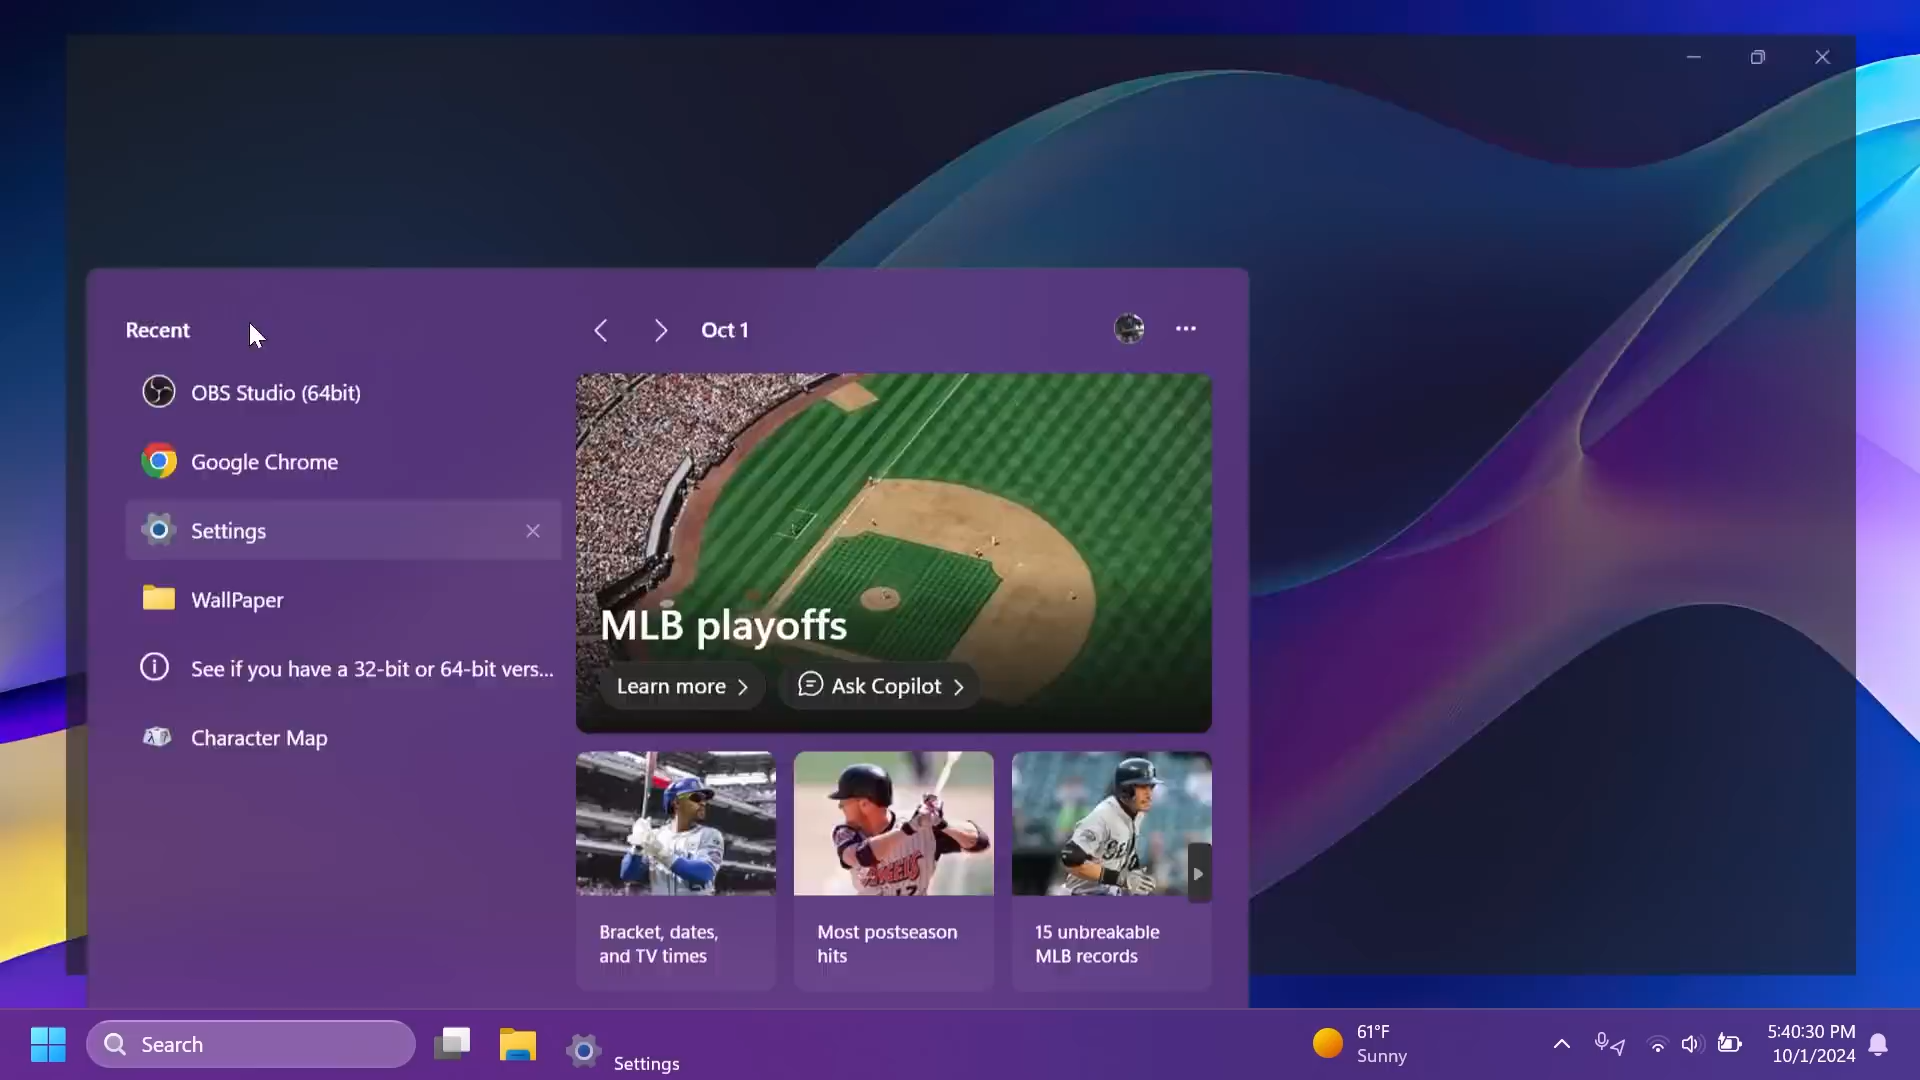 Recent
OBS Studio (64bit)
Google Chrome
Settings
WallPaper
See if you have a 32-bit or 64-bit vers...
Character Map
Oct 1
MLB playoffs
Learn more
Ask Copilot
Bracket, dates,
and TV times
Most postseason
hits
15 unbreakable
MLB records
Search
Settings
61°F
Sunny
5:40:30 PM
10/1/2024